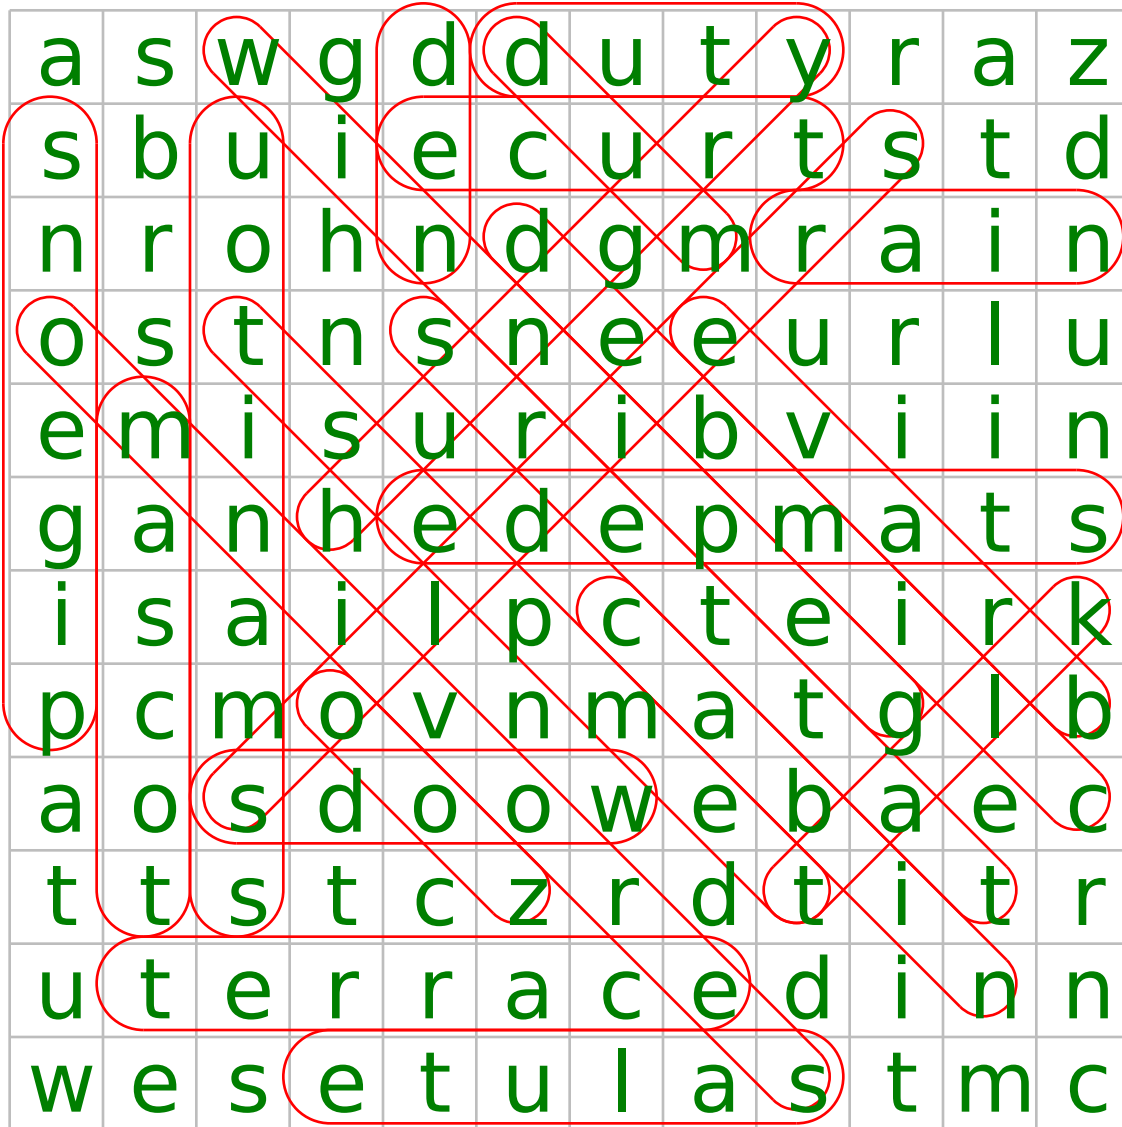 a s w g d d u t y r a z
s b u i e c u r t s t d
n r o h n d g m r a i n
o s t n s n e e u r l u
e m i s u r i b v i i n
g a n h e d e p m a t s
i s a i l p c t e i r k
p c m o v n m a t g l b
a o s d o o w e b a e c
t t s t c z r d t i t r
u t e r r a c e d i n n
w e s e t u l a s t m c